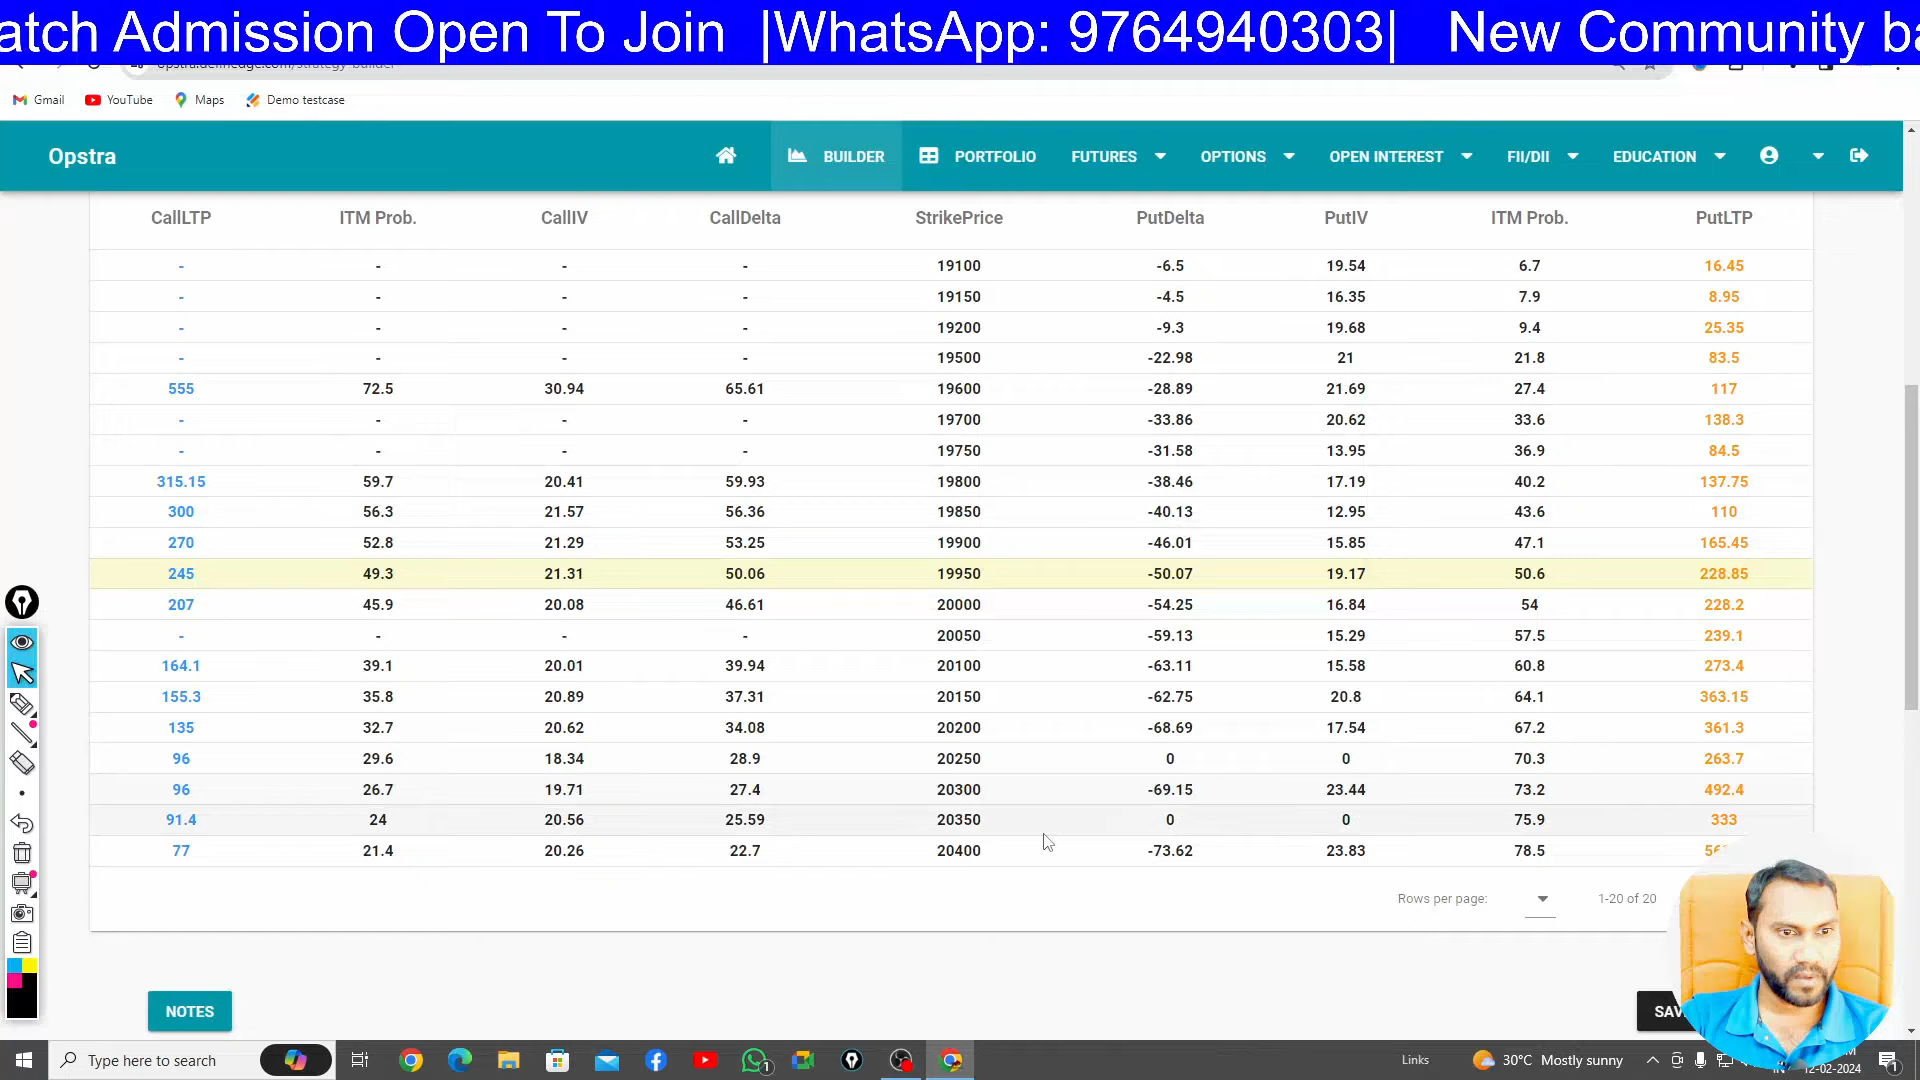 atch Admission Open To Join |WhatsApp: 9764940303| New Community ba
opstra.definedge.com/strategy-builder
Gmail YouTube Maps Demo testcase
Opstra BUILDER PORTFOLIO FUTURES OPTIONS OPEN INTEREST FII/DII EDUCATION
CallLTP ITM Prob. CallIV CallDelta StrikePrice PutDelta PutIV ITM Prob. PutLTP
- - - - 19100 -6.5 19.54 6.7 16.45
- - - - 19150 -4.5 16.35 7.9 8.95
- - - - 19200 -9.3 19.68 9.4 25.35
- - - - 19500 -22.98 21 21.8 83.5
555 72.5 30.94 65.61 19600 -28.89 21.69 27.4 117
- - - - 19700 -33.86 20.62 33.6 138.3
- - - - 19750 -31.58 13.95 36.9 84.5
315.15 59.7 20.41 59.93 19800 -38.46 17.19 40.2 137.75
300 56.3 21.57 56.36 19850 -40.13 12.95 43.6 110
270 52.8 21.29 53.25 19900 -46.01 15.85 47.1 165.45
245 49.3 21.31 50.06 19950 -50.07 19.17 50.6 228.85
207 45.9 20.08 46.61 20000 -54.25 16.84 54 228.2
- - - - 20050 -59.13 15.29 57.5 239.1
164.1 39.1 20.01 39.94 20100 -63.11 15.58 60.8 273.4
155.3 35.8 20.89 37.31 20150 -62.75 20.8 64.1 363.15
135 32.7 20.62 34.08 20200 -68.69 17.54 67.2 361.3
96 29.6 18.34 28.9 20250 0 0 70.3 263.7
96 26.7 19.71 27.4 20300 -69.15 23.44 73.2 492.4
91.4 24 20.56 25.59 20350 0 0 75.9 333
77 21.4 20.26 22.7 20400 -73.62 23.83 78.5
Rows per page: 1-20 of 20
NOTES SAV
Type here to search 1 Links 30°C Mostly sunny 12-02-2024 1